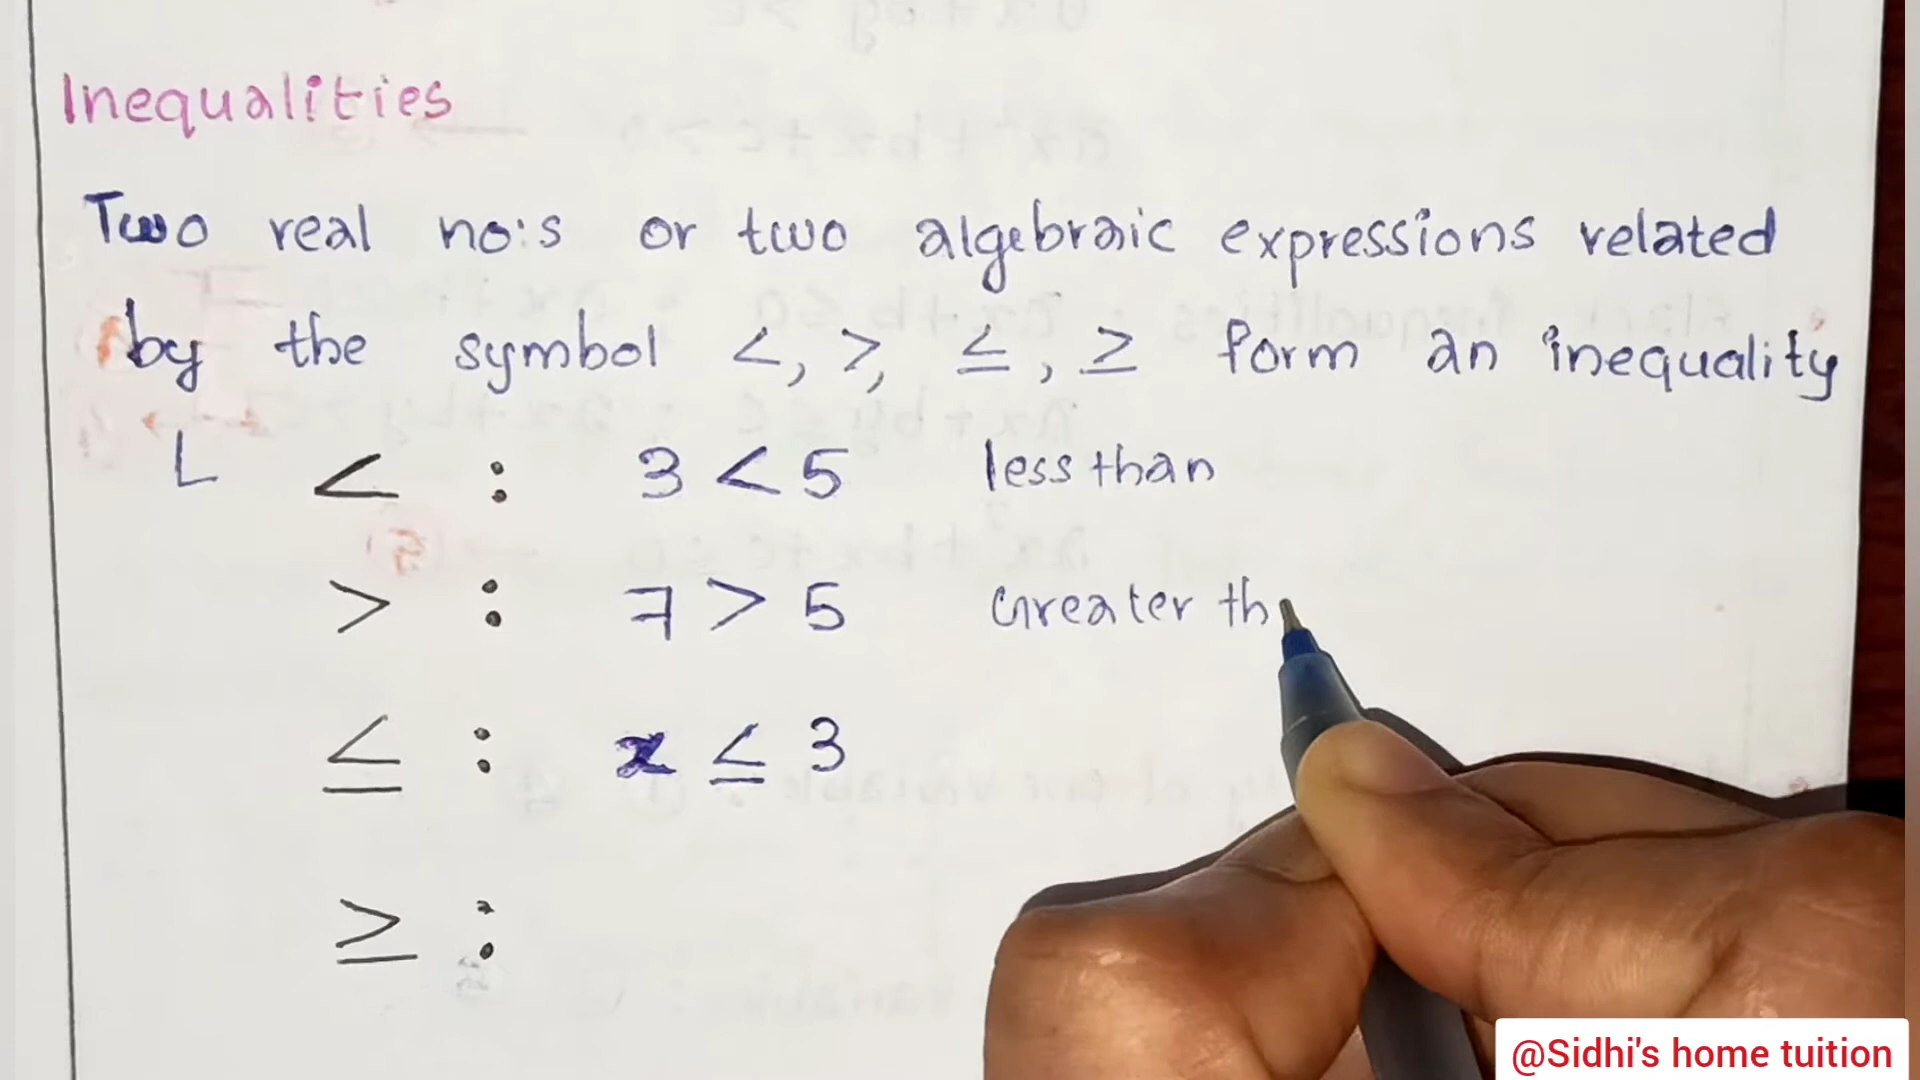 Inequalities
Two real no:s or two algebraic expressions related
by the symbol <, >, ≤, ≥ form an inequality
L < : 3 < 5 less than
> : 7 > 5 Greater th
≤ : x ≤ 3
≥ :
@Sidhi's home tuition